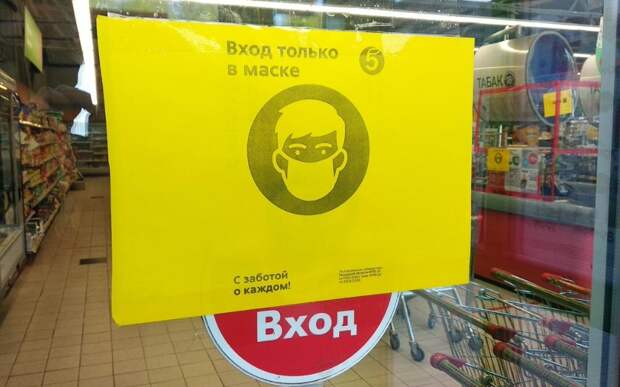 Вход только
в маске
5
ТАБАК
С заботой
о каждом!
Вход